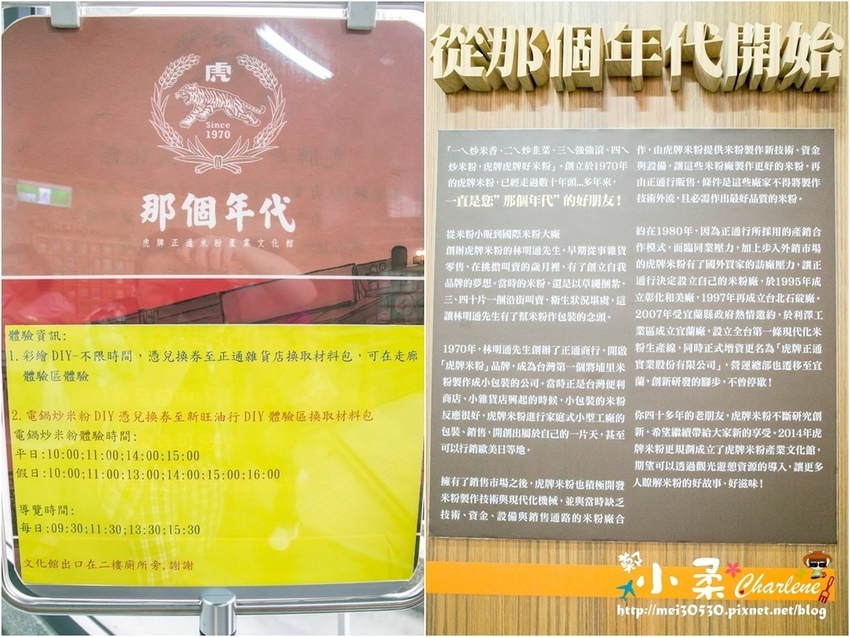 虎
Since
1970
那個年代
虎牌正通米粉產業文化館
體驗資訊:
1.彩繪DIY-不限時間，憑兌換券至正通雜貨店換取材料包，可在走廊
體驗區體驗
2.電鍋炒米粉DIY憑兌換券至新旺油行DIY體驗區換取材料包
電鍋炒米粉體驗時間:
平日:10:00;11:00;14:00;15:00
假日:10:00;11:00;13:00;14:00;15:00;16:00
導覽時間:
每日:09:30;11:30;13:30;15:30
文化館出口在二樓廁所旁,謝謝
從那個年代開始
「一ㄟ炒米香、二ㄟ炒韭菜，三ㄟ強強滾、四ㄟ
炒米粉，虎牌虎牌好米粉」，創立於1970年
的虎牌米粉，已經走過數十年頭...多年來，
一直是您"那個年代"的好朋友！
從米粉小販到國際米粉大廠
創辦虎牌米粉的林明通先生，早期從事雜貨
零售，在挑擔叫賣的歲月裡，有了創立自我
品牌的夢想。當時的米粉，還是以草繩捆紮，
三、四十片一捆沿街叫賣，衛生狀況堪慮，這
讓林明通先生有了幫米粉作包裝的念頭。
1970年，林明通先生創辦了正通商行，開啟
「虎牌米粉」品牌，成為台灣第一個將埔里米
粉製作成小包裝的公司。當時正是台灣便利
商店、小雜貨店興起的時候，小包裝的米粉
反應很好，虎牌米粉進行家庭式小型工廠的
包裝、銷售，開創出屬於自己的一片天，甚至
可以行銷歐美日等地。
擁有了銷售市場之後，虎牌米粉也積極開發
米粉製作技術與現代化機械，並與當時缺乏
技術、資金、設備與銷售通路的米粉廠合
作，由虎牌米粉提供米粉製作新技術、資金
與設備，讓這些米粉廠製作更好的米粉，再
由正通行販售，條件是這些廠家不得將製作
技術外流，且必需作出最好品質的米粉。
約在1980年，因為正通行所採用的產銷合
作模式，面臨同業壓力，加上步入外銷市場
的虎牌米粉有了國外買家的訪廠壓力，讓正
通行決定設立自己的米粉廠，於1995年成
立彰化和美廠，1997年再成立台北石碇廠。
2007年受宜蘭縣政府熱情邀約，於利澤工
業區成立宜蘭廠，設立全台第一條現代化米
粉生產線，同時正式增資更名為「虎牌正通
實業股份有限公司」，營運總部也遷移至宜
蘭，創新研發的腳步，不曾停歇！
你四十多年的老朋友，虎牌米粉不斷研究創
新，希望繼續帶給大家新的享受。2014年虎
牌米粉更規劃成立了虎牌米粉產業文化館，
期望可以透過觀光遊憩資源的導入，讓更多
人瞭解米粉的好故事、好滋味！
鄭小柔Charlene
http://mei30530.pixnet.net/blog